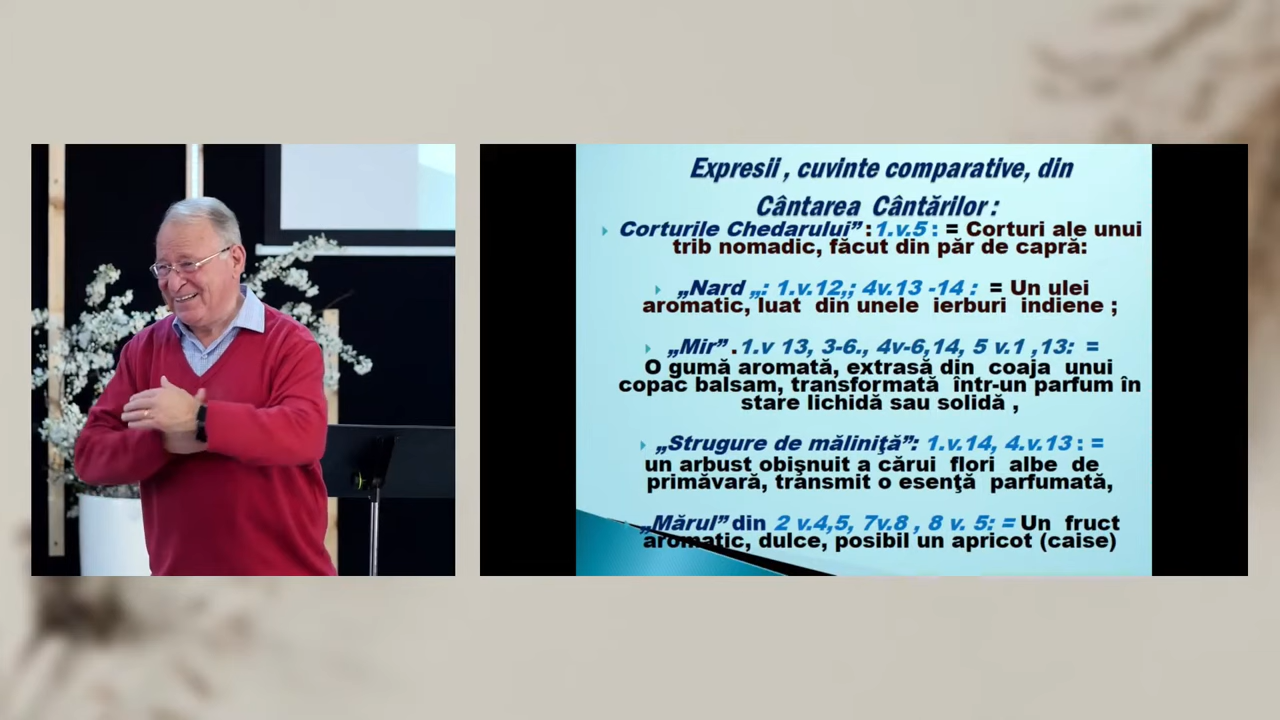 Expresii , cuvinte comparative, din
Cântarea Cântărilor :
Corturile Chedarului” : 1.v.5 : = Corturi ale unui
trib nomadic, făcut din păr de capră:
„Nard „: 1.v.12,; 4v.13 -14 : = Un ulei
aromatic, luat din unele ierburi indiene ;
„Mir” . 1.v 13, 3-6., 4v-6,14, 5 v.1 ,13: =
O gumă aromată, extrasă din coaja unui
copac balsam, transformată într-un parfum în
stare lichidă sau solidă ,
„Strugure de măliniţă”: 1.v.14, 4.v.13 : =
un arbust obişnuit a cărui flori albe de
primăvară, transmit o esenţă parfumată,
„Mărul” din 2 v.4,5, 7v.8 , 8 v. 5: = Un fruct
aromatic, dulce, posibil un apricot (caise)